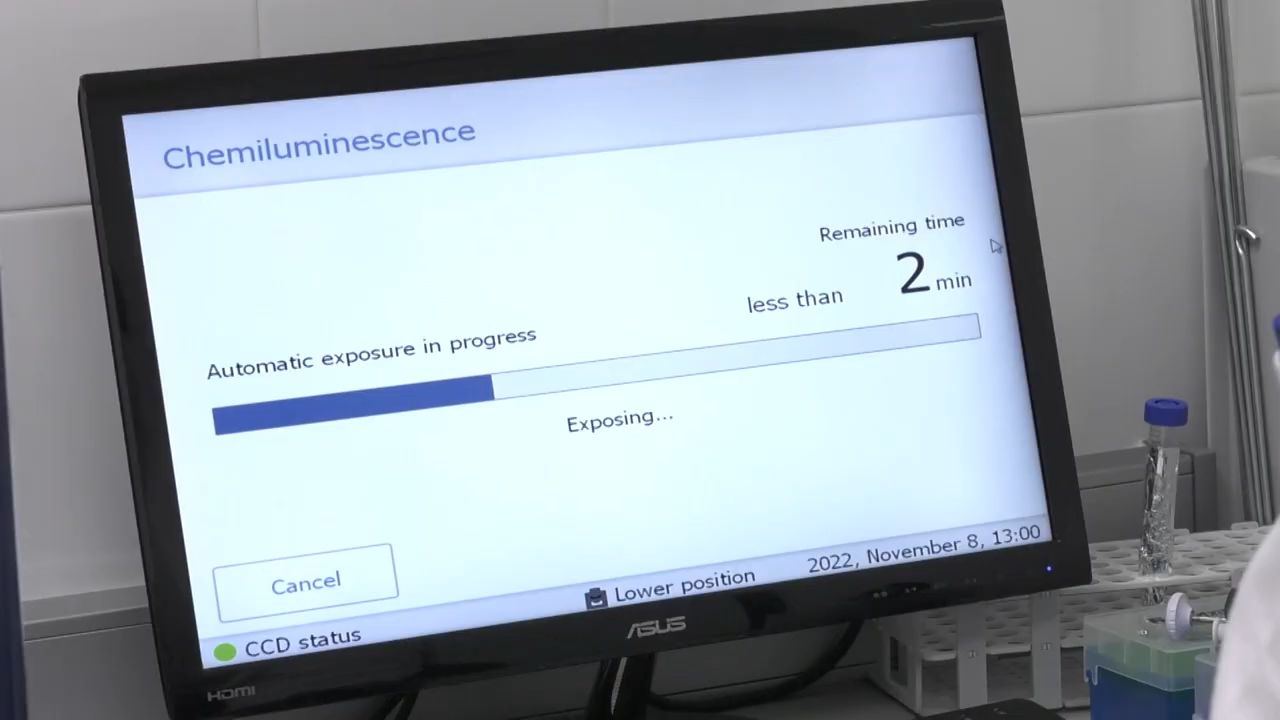 Chemiluminescence
Remaining time
less than 2 min
Automatic exposure in progress
Exposing...
Cancel
CCD status
Lower position
2022, November 8, 13:00
ASUS
HDMI